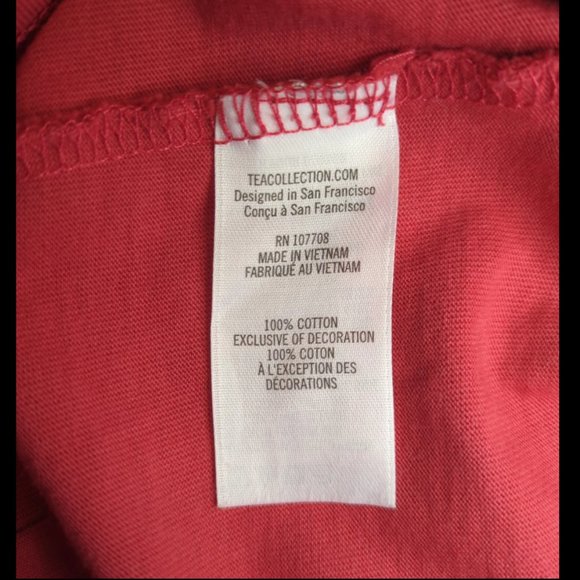 TEACOLLECTION.COM
Designed in San Francisco
Conçu à San Francisco
RN 107708
MADE IN VIETNAM
FABRIQUÉ AU VIETNAM
100% COTTON
EXCLUSIVE OF DECORATION
100% COTON
À L'EXCEPTION DES
DÉCORATIONS